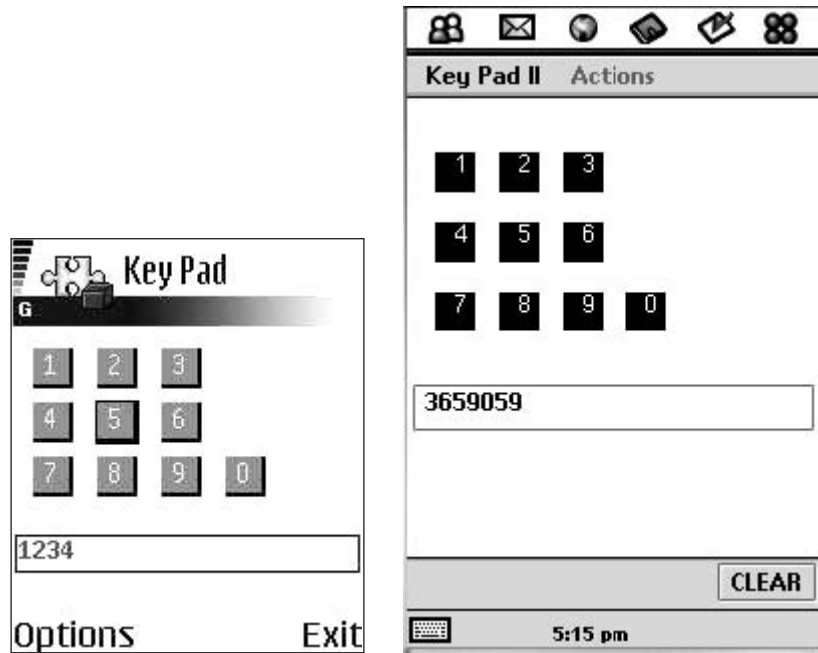 Key Pad
G
1 2 3
4 5 6
7 8 9 0
1234
Options Exit
Key Pad II Actions
1 2 3
4 5 6
7 8 9 0
3659059
CLEAR
5:15 pm